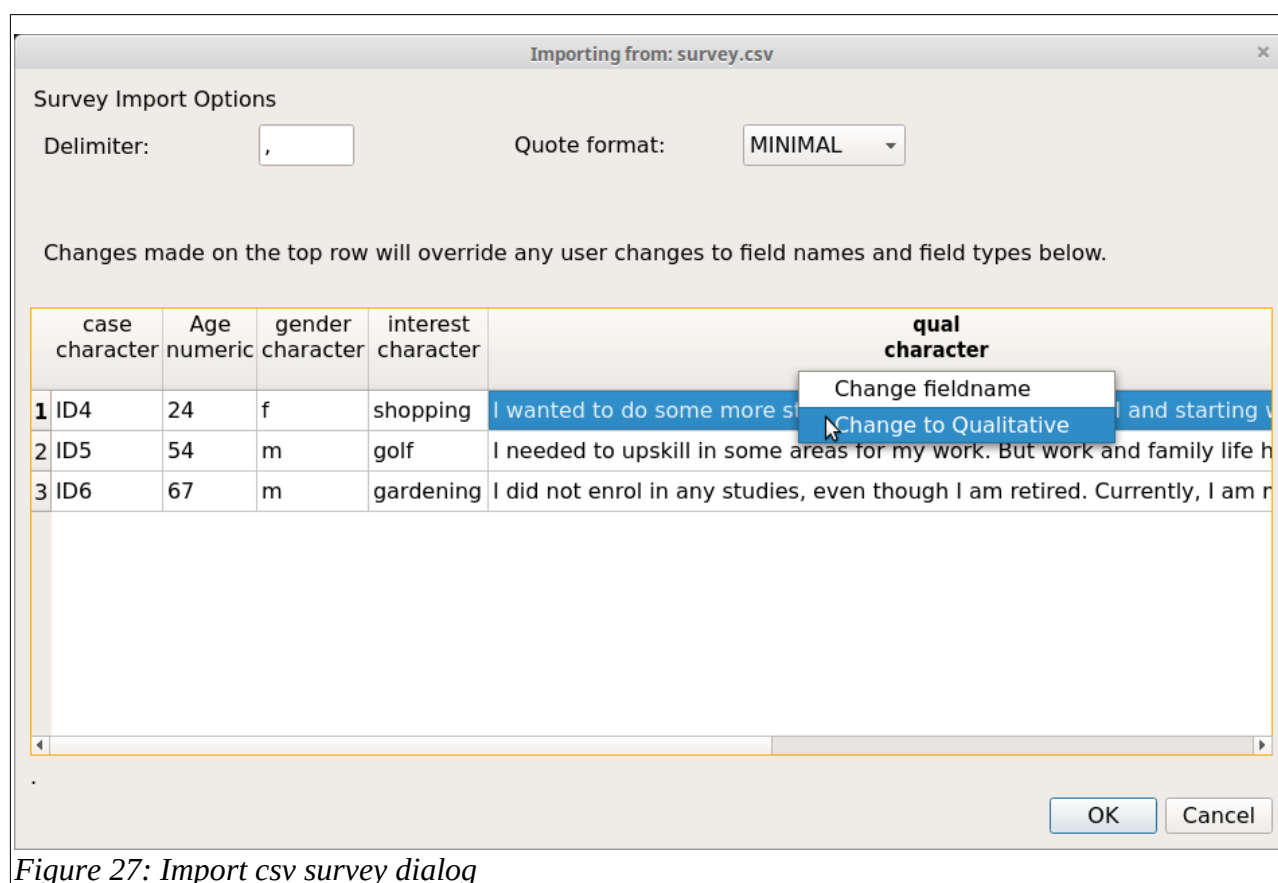 Importing from: survey.csv ×
Survey Import Options
Delimiter: , Quote format: MINIMAL
Changes made on the top row will override any user changes to field names and field types below.
case Age gender interest qual
character numeric character character character
Change fieldname
1 ID4 24 f shopping I wanted to do some more and starting
Change to Qualitative
2 ID5 54 m golf I needed to upskill in some areas for my work. But work and family life
3 ID6 67 m gardening I did not enrol in any studies, even though I am retired. Currently, I am
.
OK Cancel
Figure 27: Import csv survey dialog